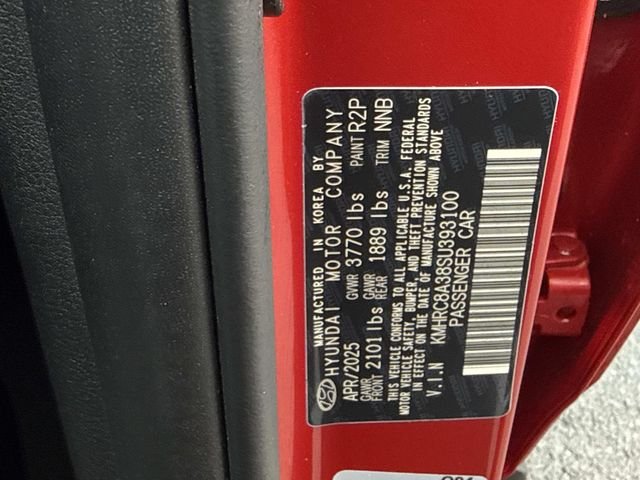 MANUFACTURED IN KOREA BY
HYUNDAI MOTOR COMPANY
APR/2025 GVWR 3770 lbs PAINT R2P
GAWR FRONT 2101 lbs GAWR REAR 1889 lbs TRIM NNB
THIS VEHICLE CONFORMS TO ALL APPLICABLE U.S.A. FEDERAL
MOTOR VEHICLE SAFETY, BUMPER, AND THEFT PREVENTION STANDARDS
IN EFFECT ON THE DATE OF MANUFACTURE SHOWN ABOVE
V.I.N KMHRC8A38SU393100
PASSENGER CAR